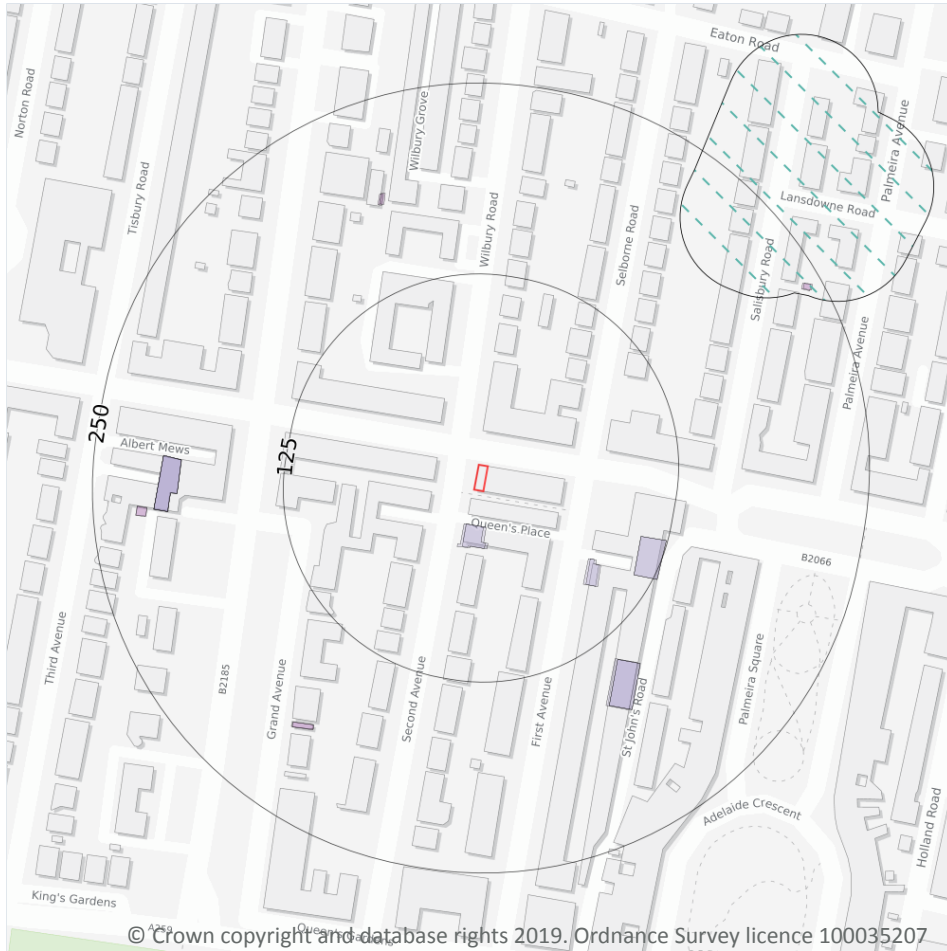 Eaton Road
Norton Road
Wilbury Grove
Palmeira Avenue
Tisbury Road
Lansdowne Road
Wilbury Road
Selborne Road
Salisbury Road
Palmeira Avenue
250
125
Albert Mews
Queen's Place
B2066
Third Avenue
B2185
Grand Avenue
Second Avenue
First Avenue
St John's Road
Palmeira Square
Adelaide Crescent
Holland Road
King's Gardens
A259
Queen's Gardens
© Crown copyright and database rights 2019. Ordnance Survey licence 100035207